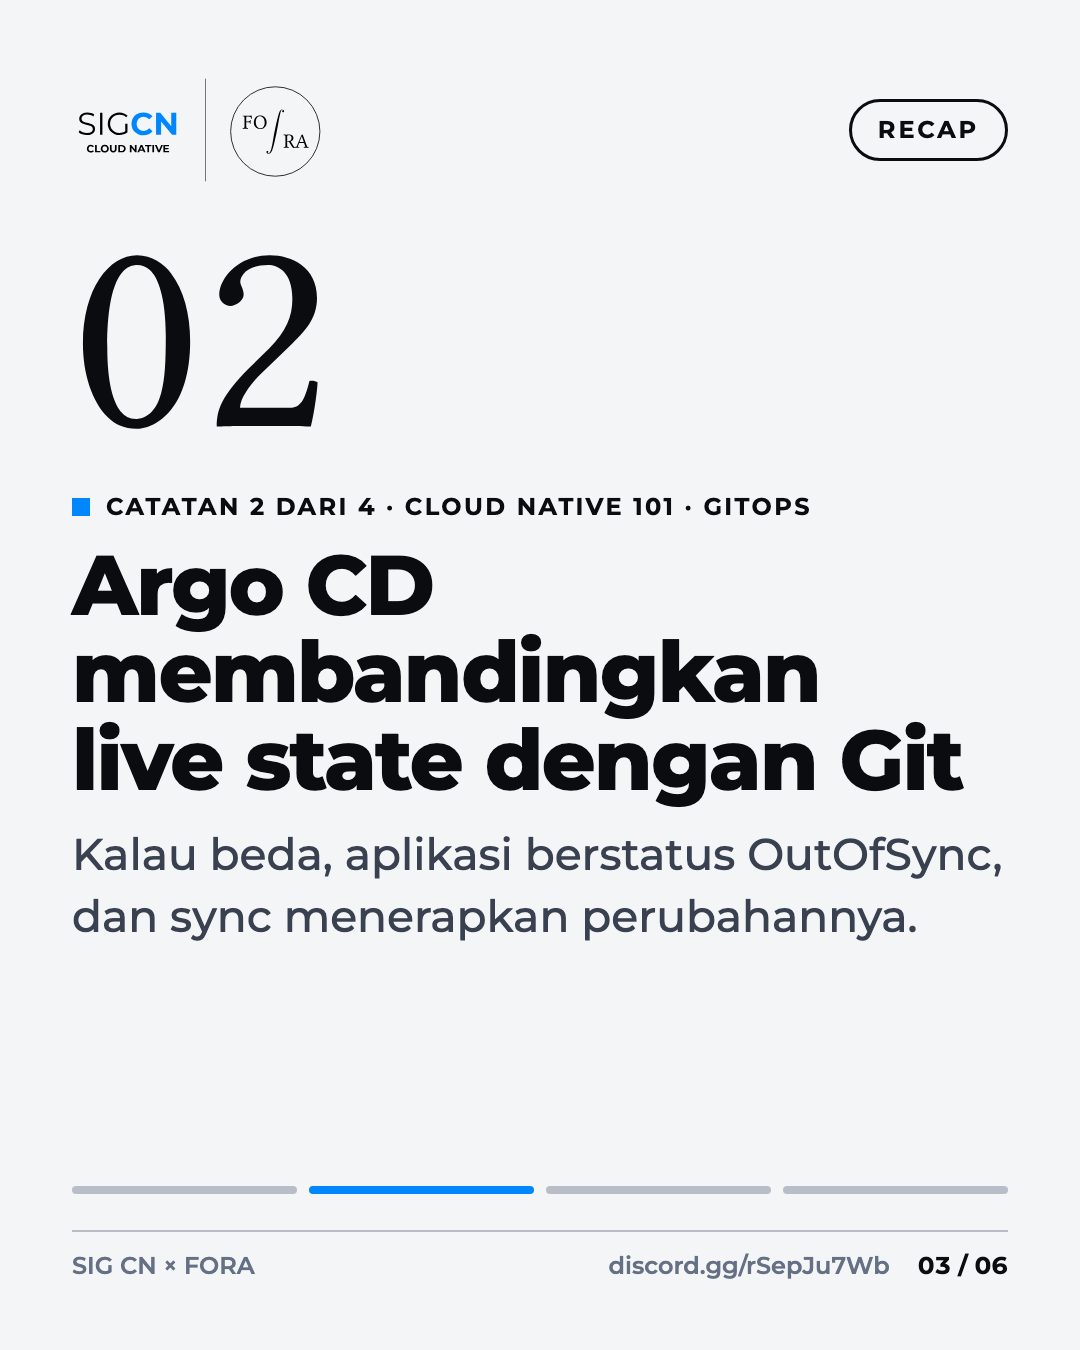 SIGCN
CLOUD NATIVE
FO
RA
RECAP
02
CATATAN 2 DARI 4 · CLOUD NATIVE 101 · GITOPS
Argo CD
membandingkan
live state dengan Git
Kalau beda, aplikasi berstatus OutOfSync,
dan sync menerapkan perubahannya.
SIG CN × FORA
discord.gg/rSepJu7Wb
03 / 06